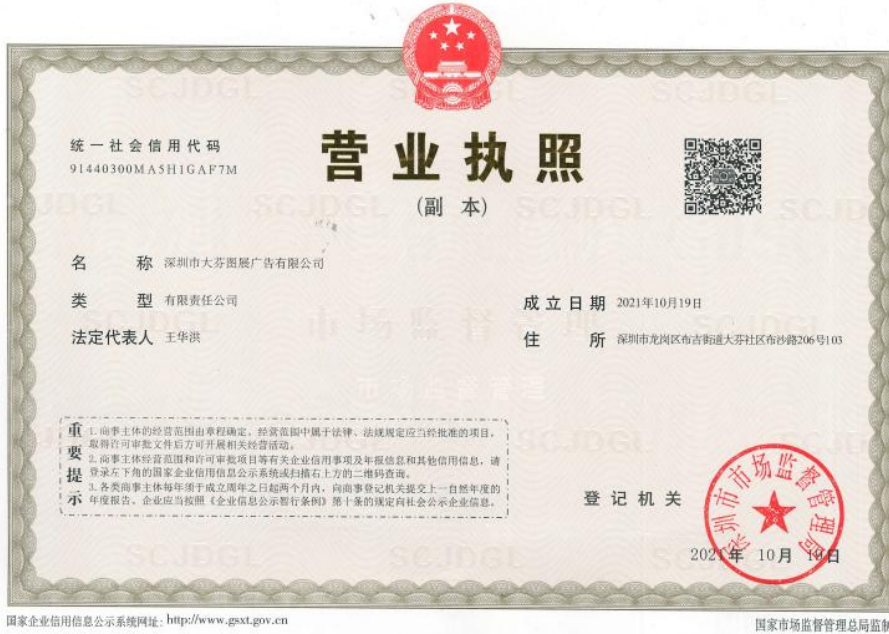 统一社会信用代码
91440300MA5H1GAF7M
营业执照
(副 本)
名 称 深圳市大芬图展广告有限公司
类 型 有限责任公司
法定代表人 王华洪
成立日期 2021年10月19日
住 所 深圳市龙岗区布吉街道大芬社区布沙路206号103
重要提示
1.商事主体的经营范围由章程确定。经营范围中属于法律、法规规定应当经批准的项目，
取得许可审批文件后方可开展相关经营活动。
2.商事主体经营范围和许可审批项目等有关企业信用事项及年报信息和其他信用信息，请
登录左下角的国家企业信用信息公示系统或扫描右上方的二维码查询。
3.各类商事主体每年须于成立周年之日起两个月内，向商事登记机关提交上一自然年度的
年度报告。企业应当按照《企业信息公示暂行条例》第十条的规定向社会公示企业信息。
登记机关
深圳市市场监督管理局
2021年 10月 19日
国家企业信用信息公示系统网址：http://www.gsxt.gov.cn
国家市场监督管理总局监制
SCJDGL
市场监督管理